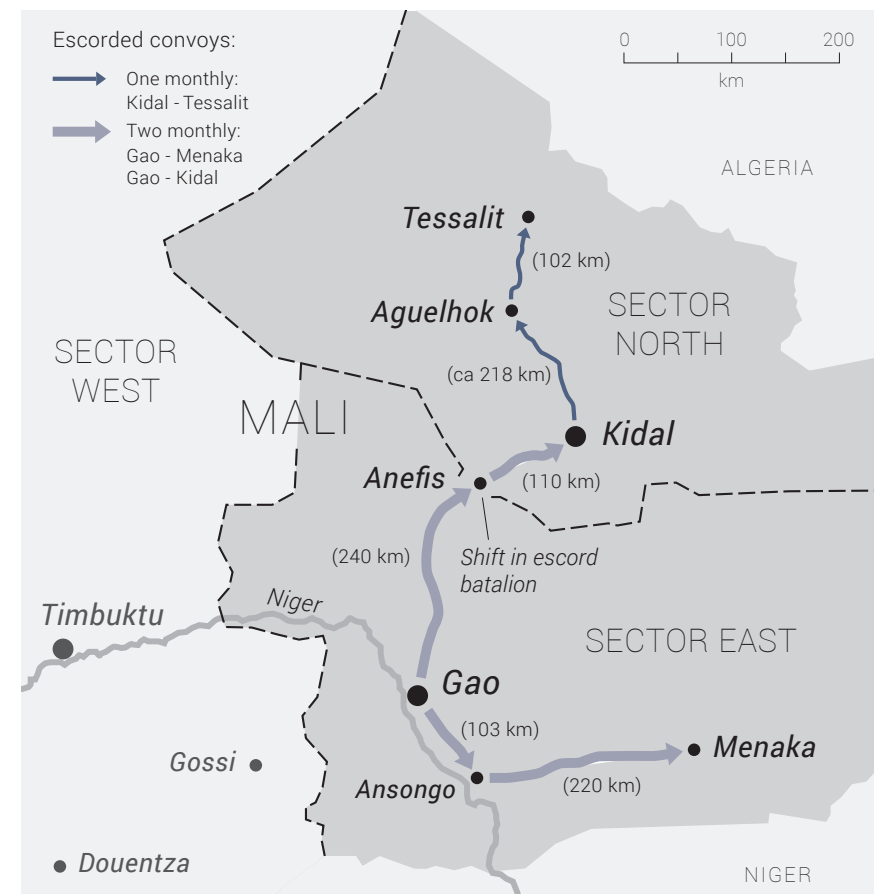 Escorted convoys:
One monthly:
Kidal - Tessalit
Two monthly:
Gao - Menaka
Gao - Kidal
0 100 200
km
ALGERIA
Tessalit
(102 km)
Aguelhok
SECTOR
NORTH
SECTOR
WEST
(ca 218 km)
MALI
Kidal
Anefis
(110 km)
(240 km)
Shift in escord
batalion
Niger
Timbuktu
SECTOR EAST
Gao
(103 km)
Menaka
Gossi
Ansongo
(220 km)
Douentza
NIGER